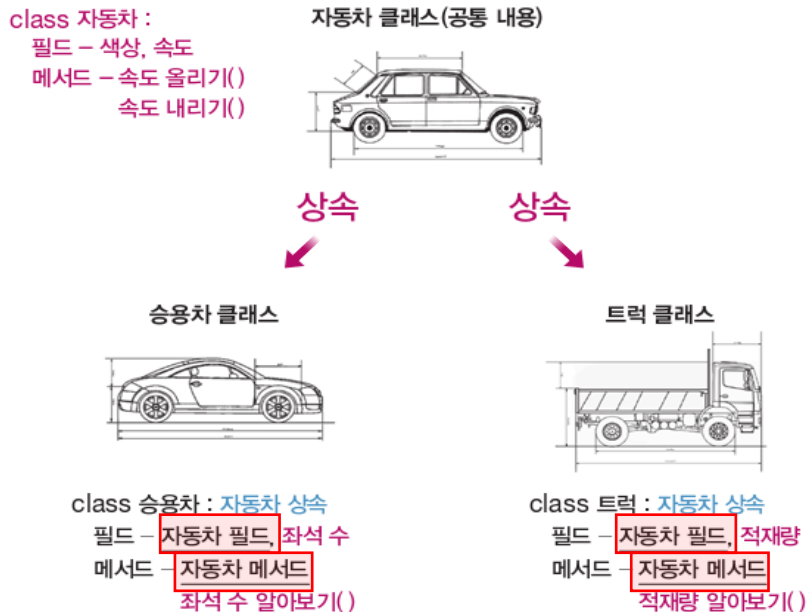 class 자동차 :
필드 – 색상, 속도
메서드 – 속도 올리기()
속도 내리기()
자동차 클래스(공통 내용)
상속
상속
승용차 클래스
트럭 클래스
class 승용차 : 자동차 상속
필드 – 자동차 필드, 좌석 수
메서드 – 자동차 메서드
좌석 수 알아보기()
class 트럭 : 자동차 상속
필드 – 자동차 필드, 적재량
메서드 – 자동차 메서드
적재량 알아보기()